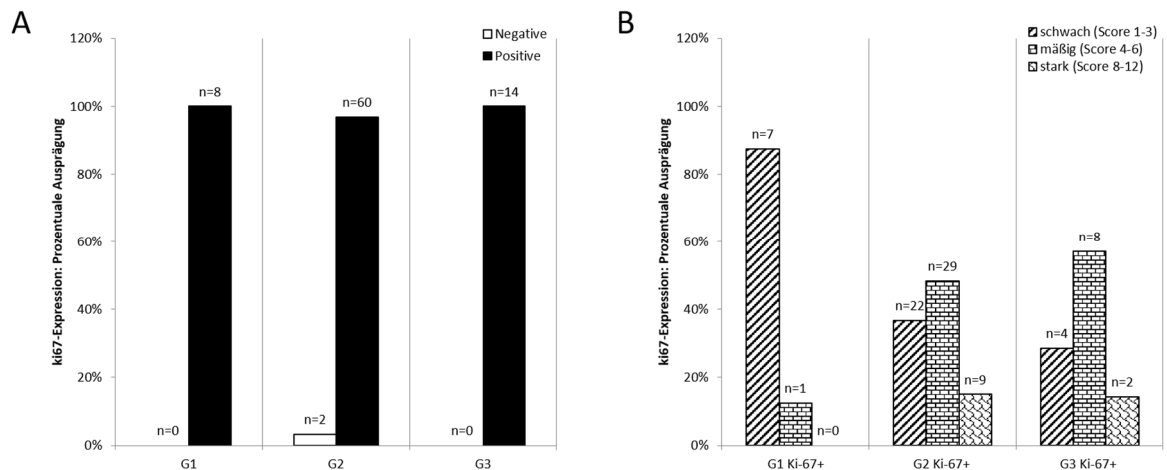 A
Negative
Positive
ki67-Expression: Prozentuale Ausprägung
120%
100%
80%
60%
40%
20%
0%
n=0
n=8
n=2
n=60
n=0
n=14
G1
G2
G3
B
schwach (Score 1-3)
mäßig (Score 4-6)
stark (Score 8-12)
ki67-Expression: Prozentuale Ausprägung
120%
100%
80%
60%
40%
20%
0%
n=7
n=1
n=0
n=22
n=29
n=9
n=4
n=8
n=2
G1 Ki-67+
G2 Ki-67+
G3 Ki-67+